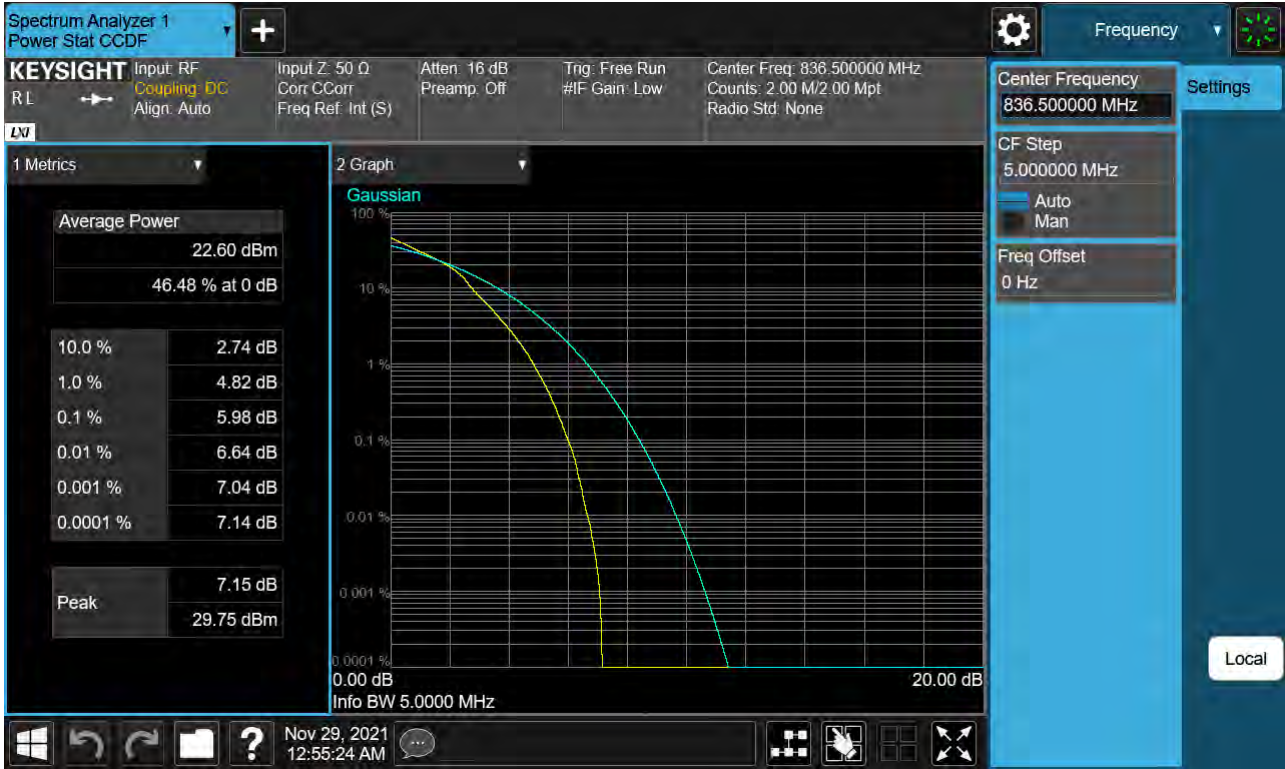 Spectrum Analyzer 1
Power Stat CCDF
Frequency
KEYSIGHT
R L
LXI
Input: RF
Coupling: DC
Align: Auto
Input Z: 50 Ω
Corr CCorr
Freq Ref: Int (S)
Atten: 16 dB
Preamp: Off
Trig: Free Run
#IF Gain: Low
Center Freq: 836.500000 MHz
Counts: 2.00 M/2.00 Mpt
Radio Std: None
Center Frequency
836.500000 MHz
Settings
CF Step
5.000000 MHz
Auto
Man
Freq Offset
0 Hz
1 Metrics
Average Power
22.60 dBm
46.48 % at 0 dB
10.0 % 2.74 dB
1.0 % 4.82 dB
0.1 % 5.98 dB
0.01 % 6.64 dB
0.001 % 7.04 dB
0.0001 % 7.14 dB
Peak
7.15 dB
29.75 dBm
2 Graph
Gaussian
100 %
10 %
1 %
0.1 %
0.01 %
0.001 %
0.0001 %
0.00 dB 20.00 dB
Info BW 5.0000 MHz
Local
?
Nov 29, 2021
12:55:24 AM